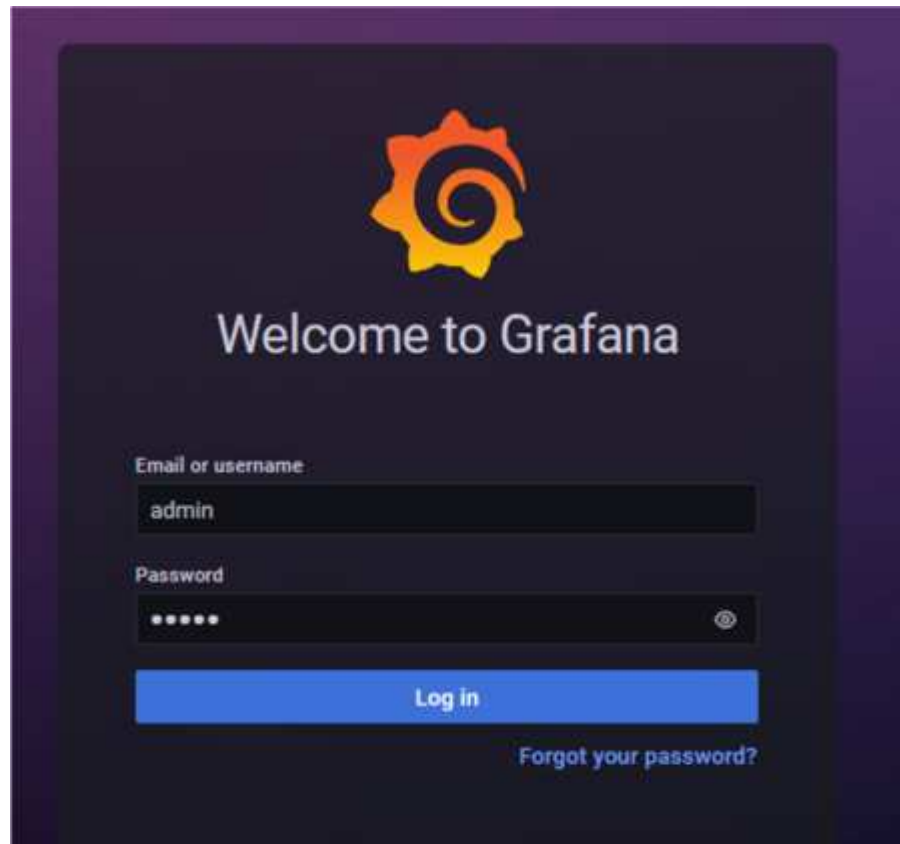 Welcome to Grafana
Email or username
admin
Password
•••••
Log in
Forgot your password?